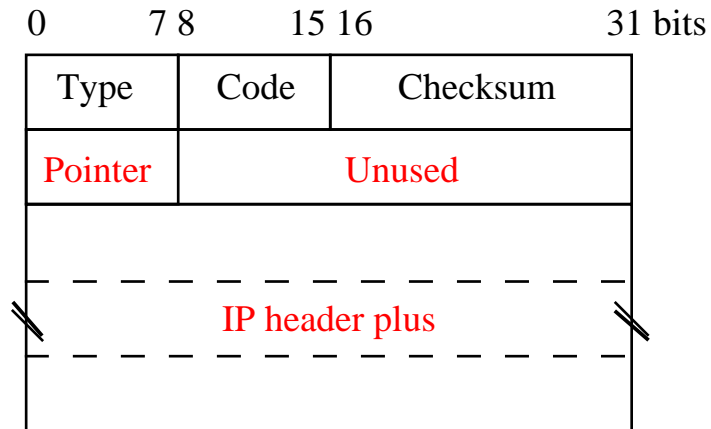 0 7 8 15 16 31 bits
Type Code Checksum
Pointer Unused
IP header plus